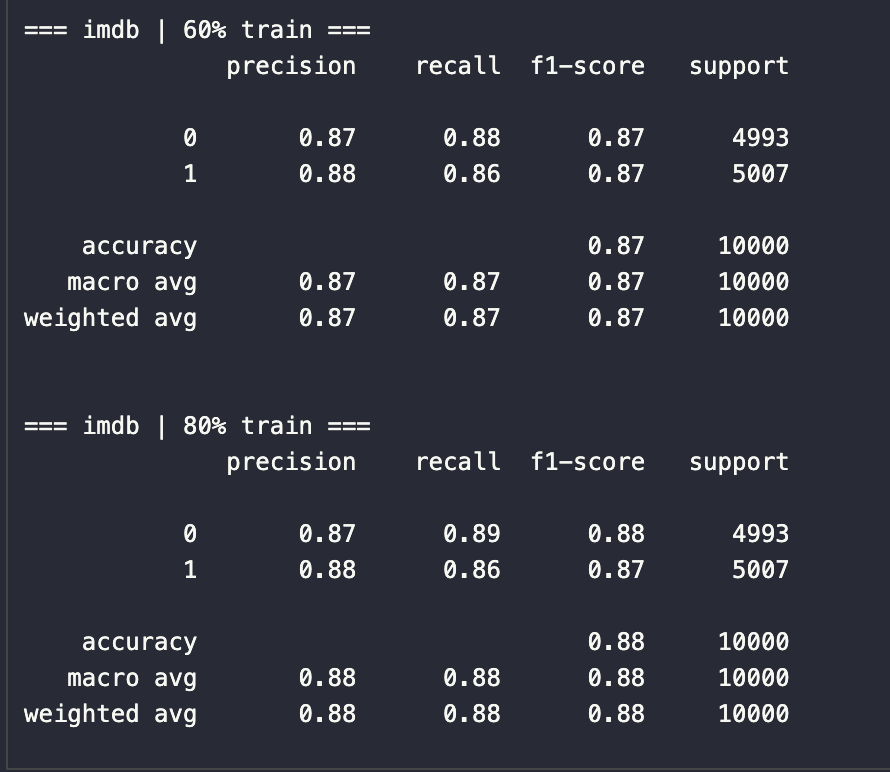 === imdb | 60% train ===
              precision    recall  f1-score   support

           0       0.87      0.88      0.87      4993
           1       0.88      0.86      0.87      5007

    accuracy                           0.87     10000
   macro avg       0.87      0.87      0.87     10000
weighted avg       0.87      0.87      0.87     10000

=== imdb | 80% train ===
              precision    recall  f1-score   support

           0       0.87      0.89      0.88      4993
           1       0.88      0.86      0.87      5007

    accuracy                           0.88     10000
   macro avg       0.88      0.88      0.88     10000
weighted avg       0.88      0.88      0.88     10000